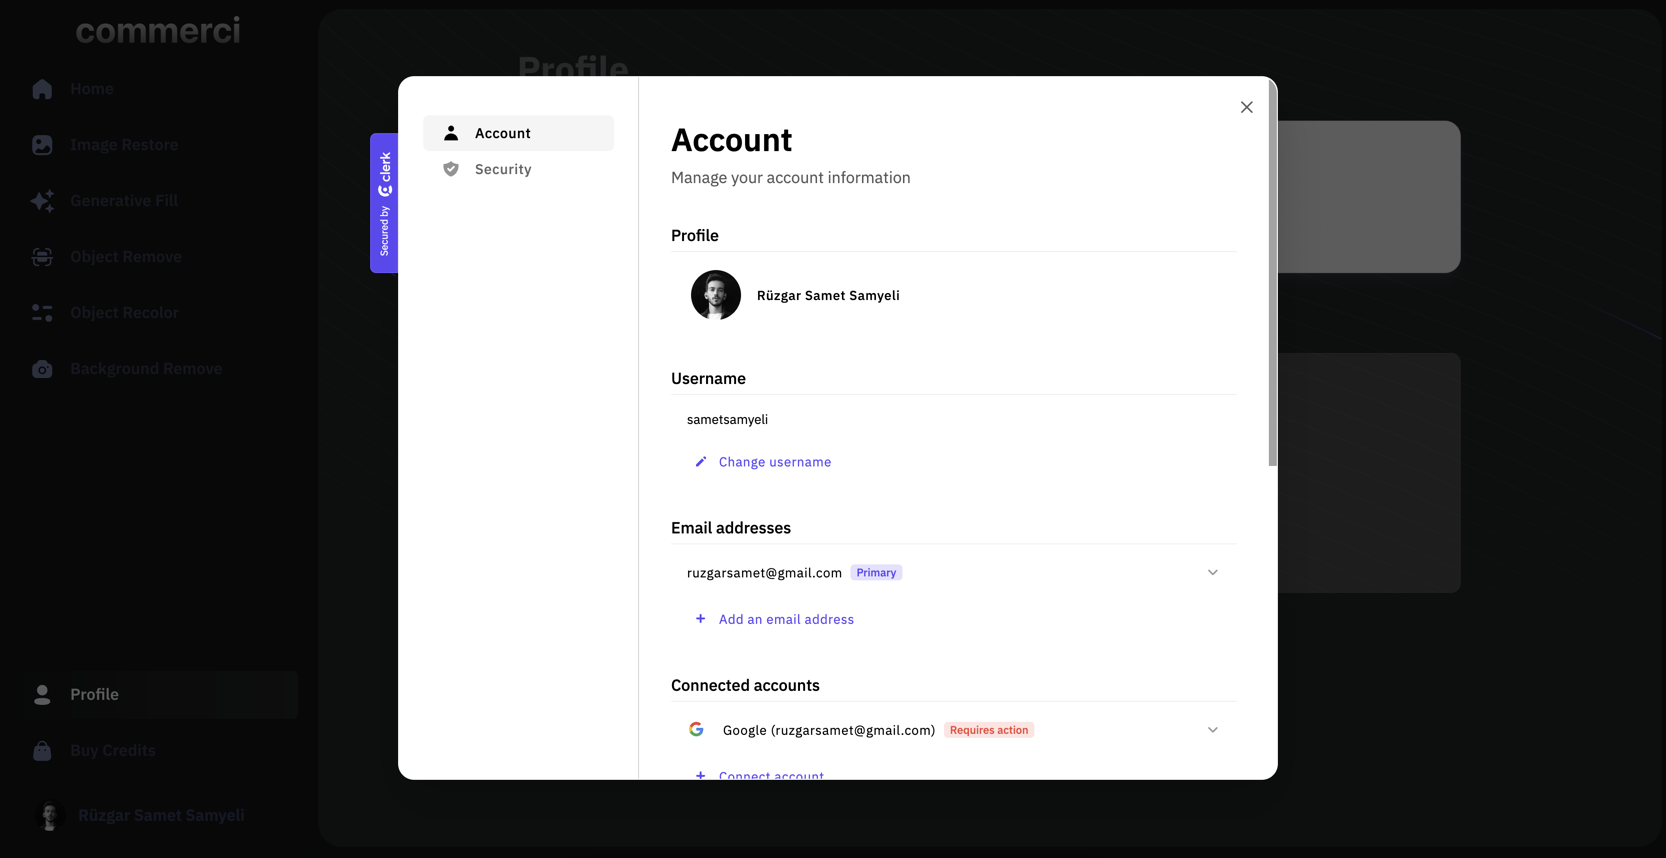 commerci
Home
Image Restore
Generative Fill
Object Remove
Object Recolor
Background Remove
Profile
Buy Credits
Rüzgar Samet Samyeli
Profile
Secured by clerk
Account
Security
Account
Manage your account information
Profile
Rüzgar Samet Samyeli
Username
sametsamyeli
Change username
Email addresses
ruzgarsamet@gmail.com Primary
Add an email address
Connected accounts
Google (ruzgarsamet@gmail.com) Requires action
Connect account